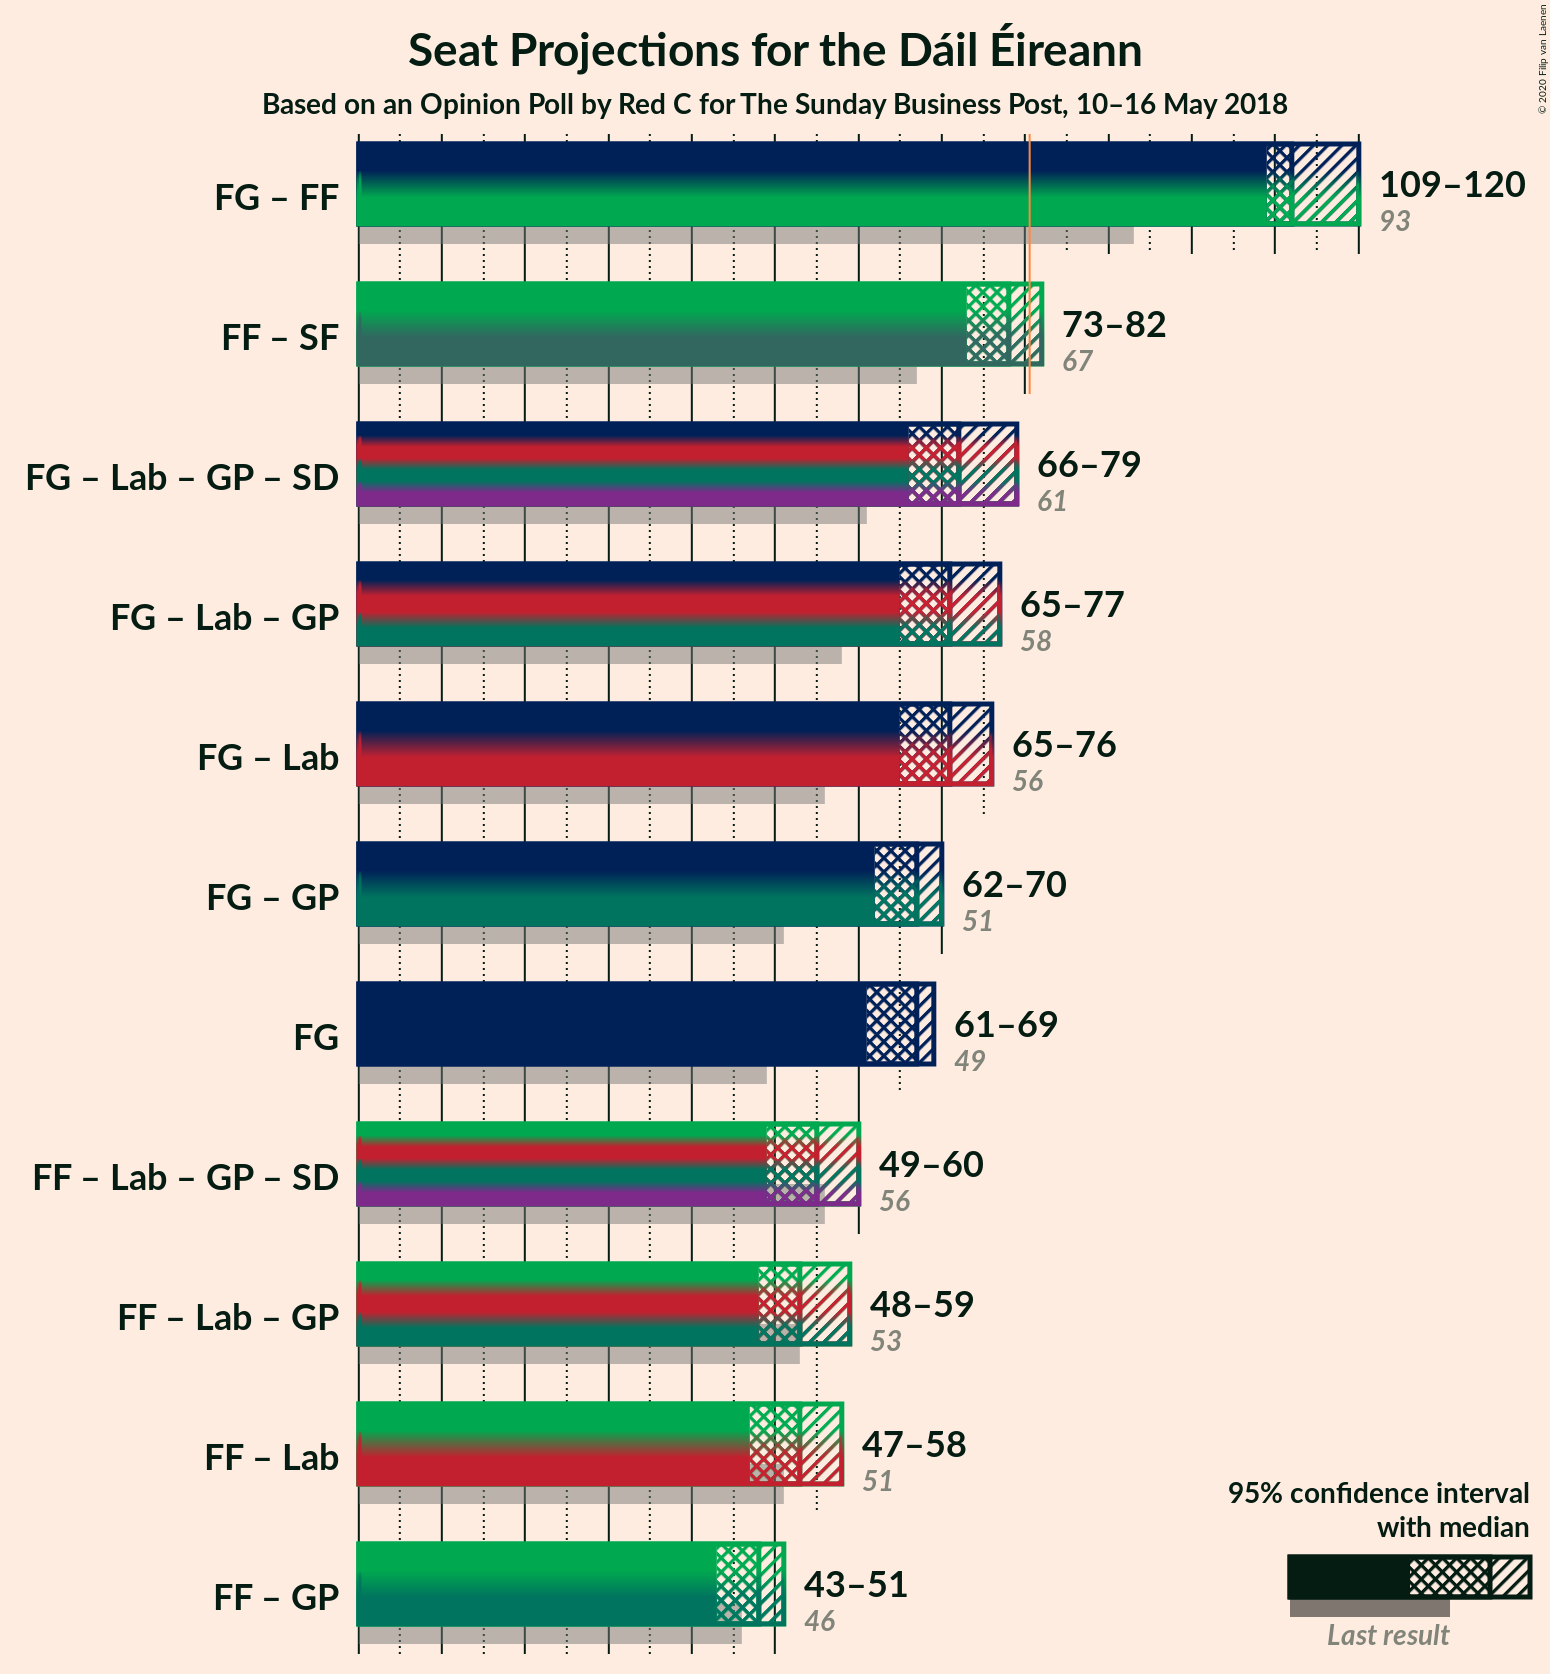 Seat Projections for the Dáil Éireann
Based on an Opinion Poll by Red C for The Sunday Business Post, 10–16 May 2018
© 2020 Filip van Laenen
FG – FF
109–120
93
FF – SF
73–82
67
FG – Lab – GP – SD
66–79
61
FG – Lab – GP
65–77
58
FG – Lab
65–76
56
FG – GP
62–70
51
FG
61–69
49
FF – Lab – GP – SD
49–60
56
FF – Lab – GP
48–59
53
FF – Lab
47–58
51
FF – GP
43–51
46
95% confidence interval
with median
Last result